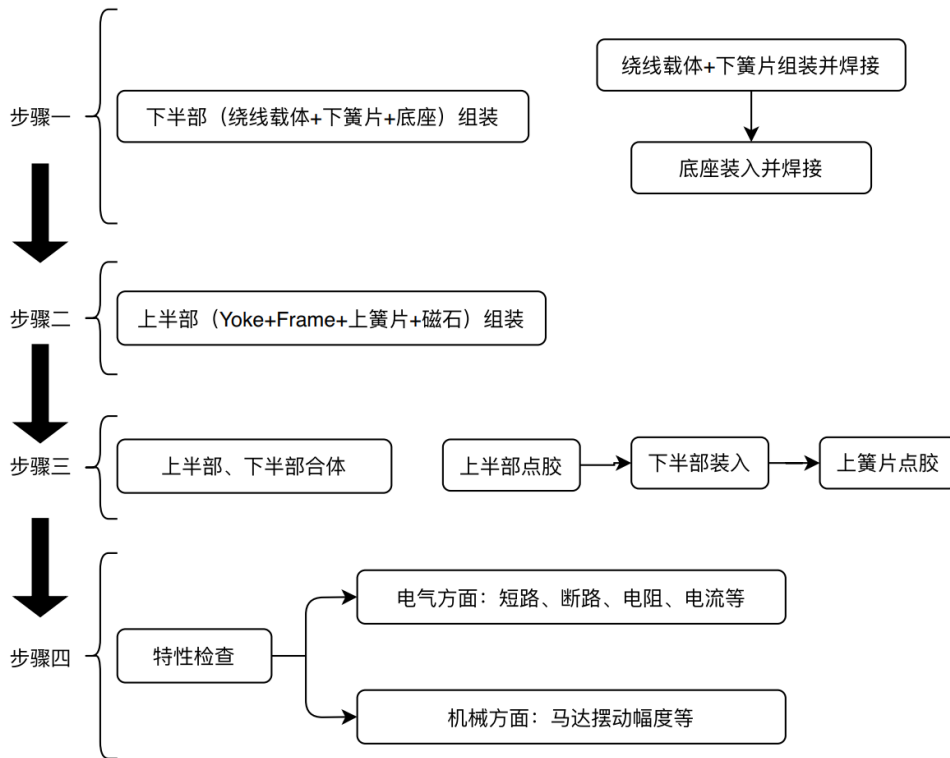 步骤一
下半部（绕线载体+下簧片+底座）组装
绕线载体+下簧片组装并焊接
底座装入并焊接
步骤二
上半部（Yoke+Frame+上簧片+磁石）组装
步骤三
上半部、下半部合体
上半部点胶
下半部装入
上簧片点胶
步骤四
特性检查
电气方面：短路、断路、电阻、电流等
机械方面：马达摆动幅度等